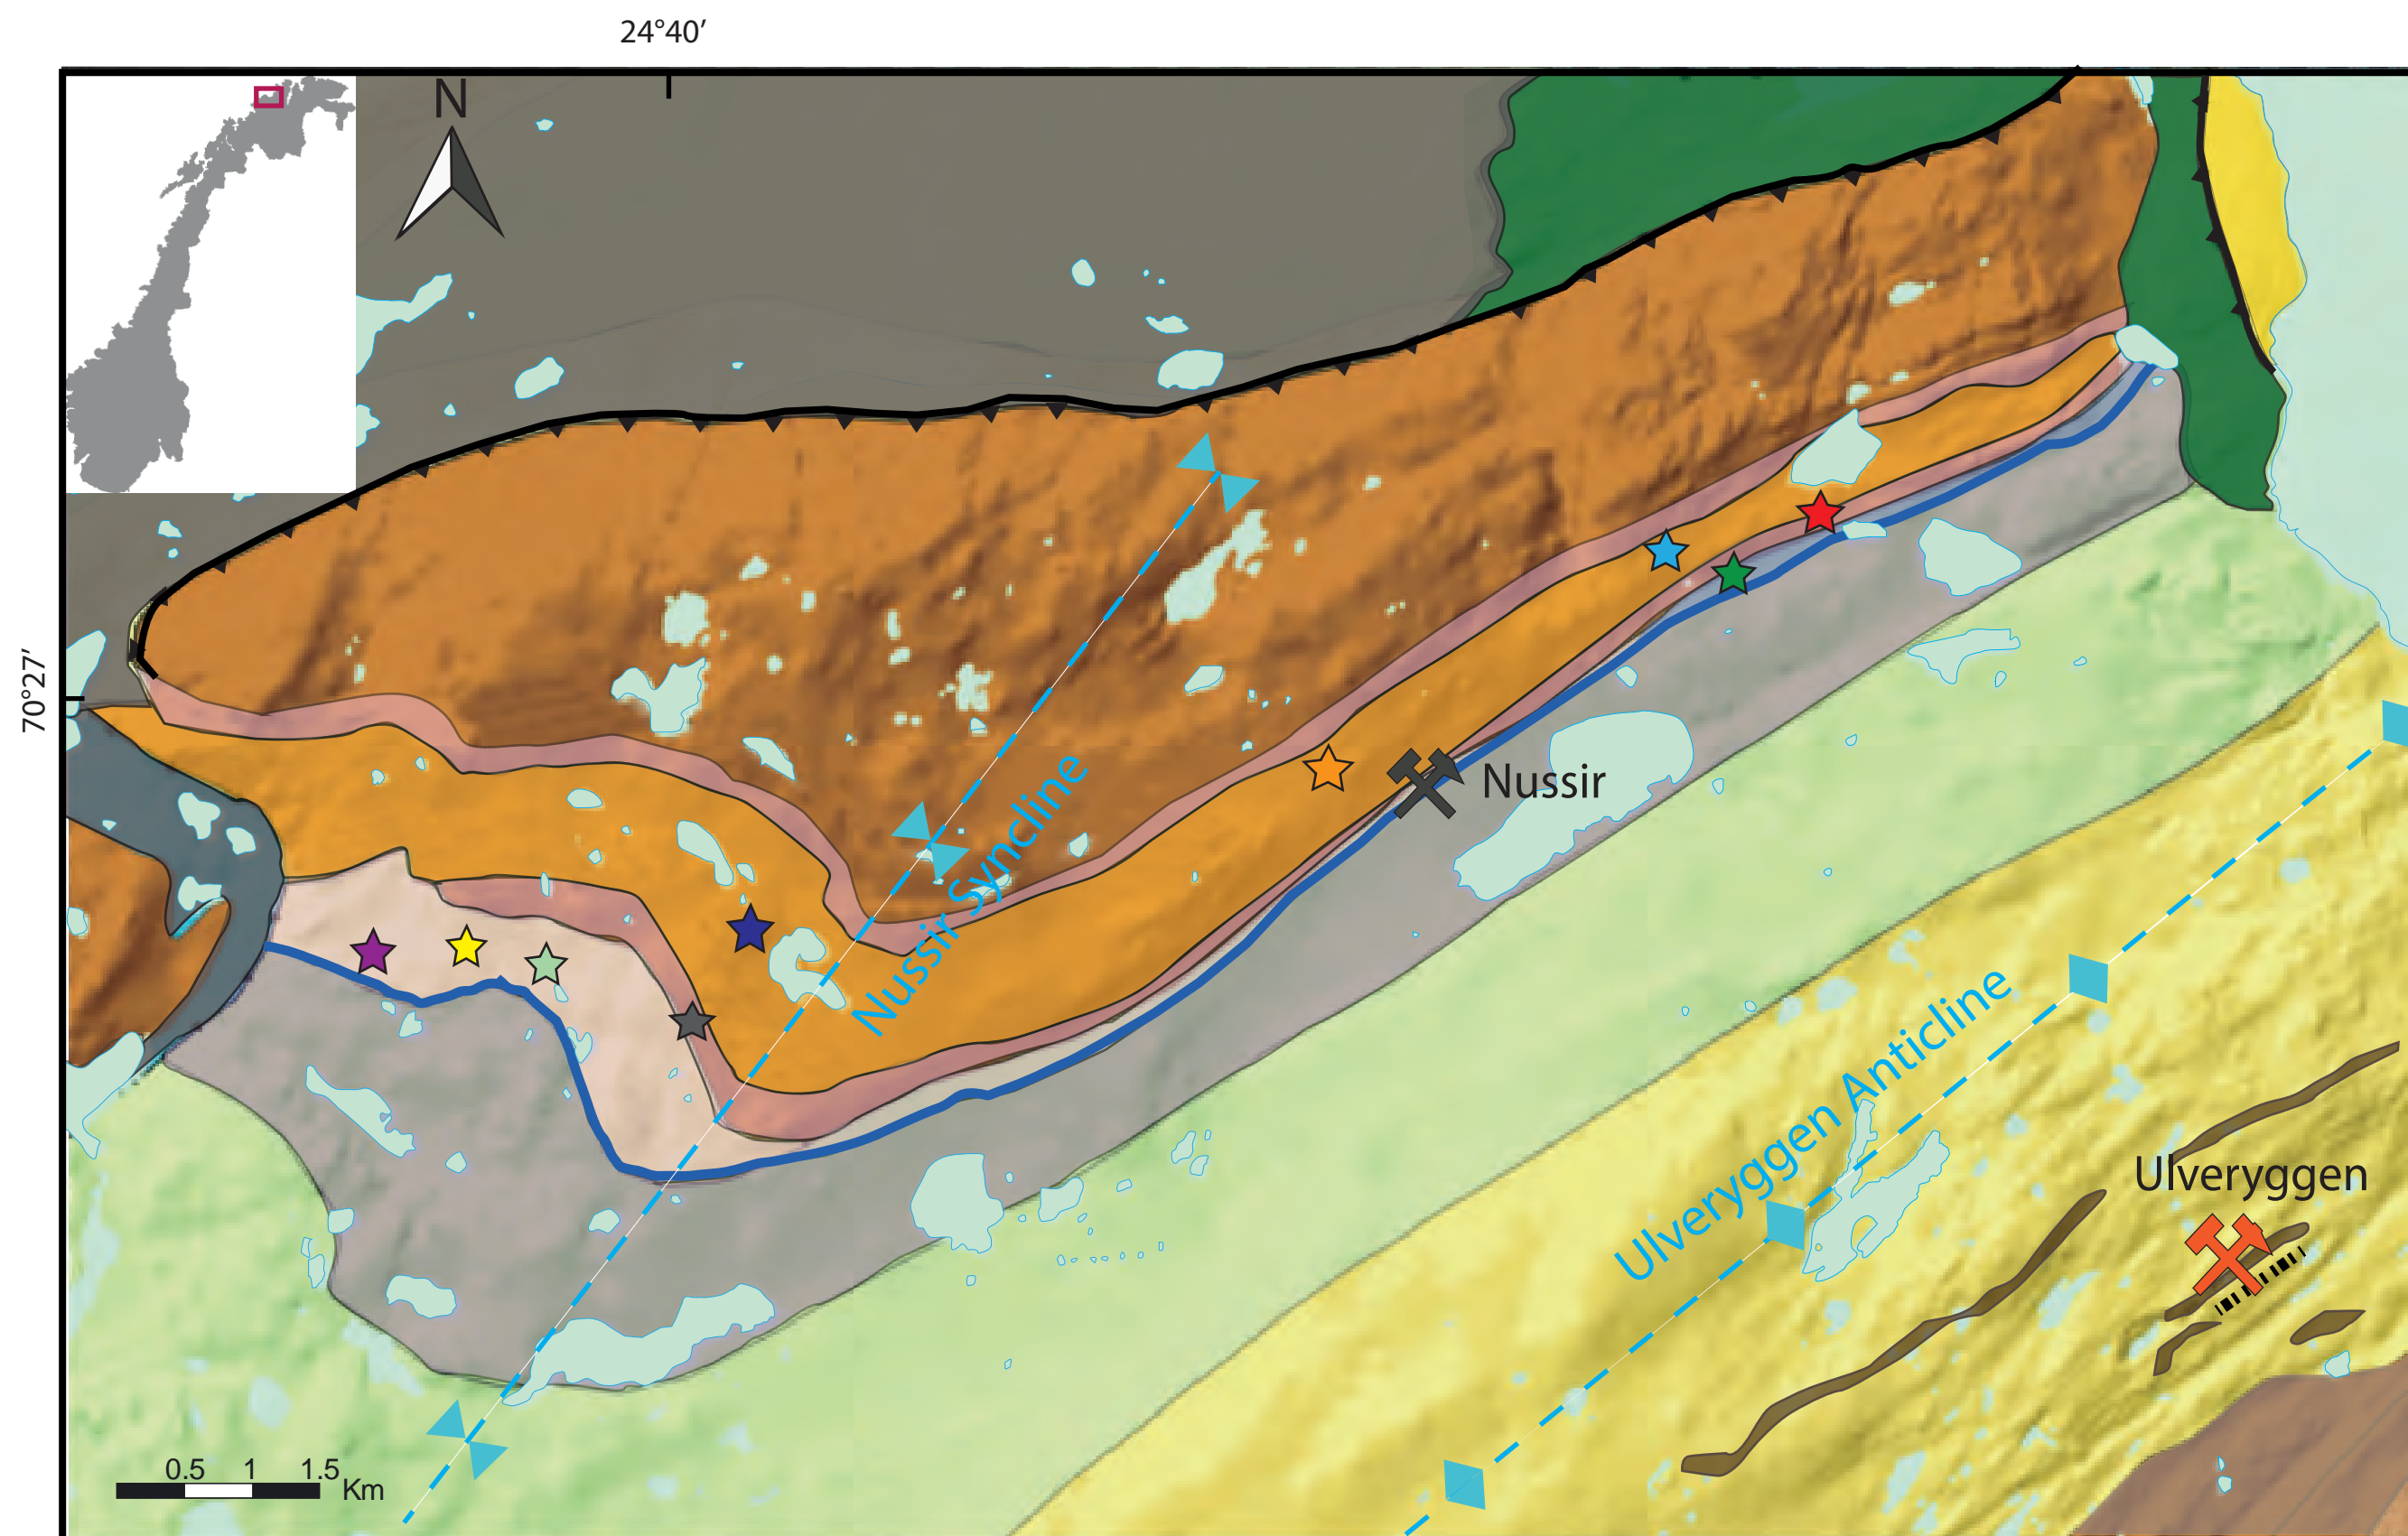 24°40′
N
70°27′
Nussir
Nussir Syncline
Ulveryggen Anticline
Ulveryggen
0.5 1 1.5
Km